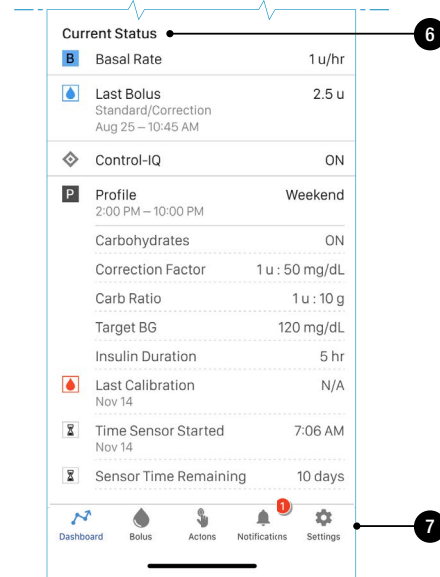 Current Status
6
B Basal Rate 1 u/hr
Last Bolus 2.5 u
Standard/Correction
Aug 25 – 10:45 AM
Control-IQ ON
P Profile Weekend
2:00 PM – 10:00 PM
Carbohydrates ON
Correction Factor 1 u : 50 mg/dL
Carb Ratio 1 u : 10 g
Target BG 120 mg/dL
Insulin Duration 5 hr
Last Calibration N/A
Nov 14
Time Sensor Started 7:06 AM
Nov 14
Sensor Time Remaining 10 days
1
Dashboard Bolus Actons Notifications Settings
7